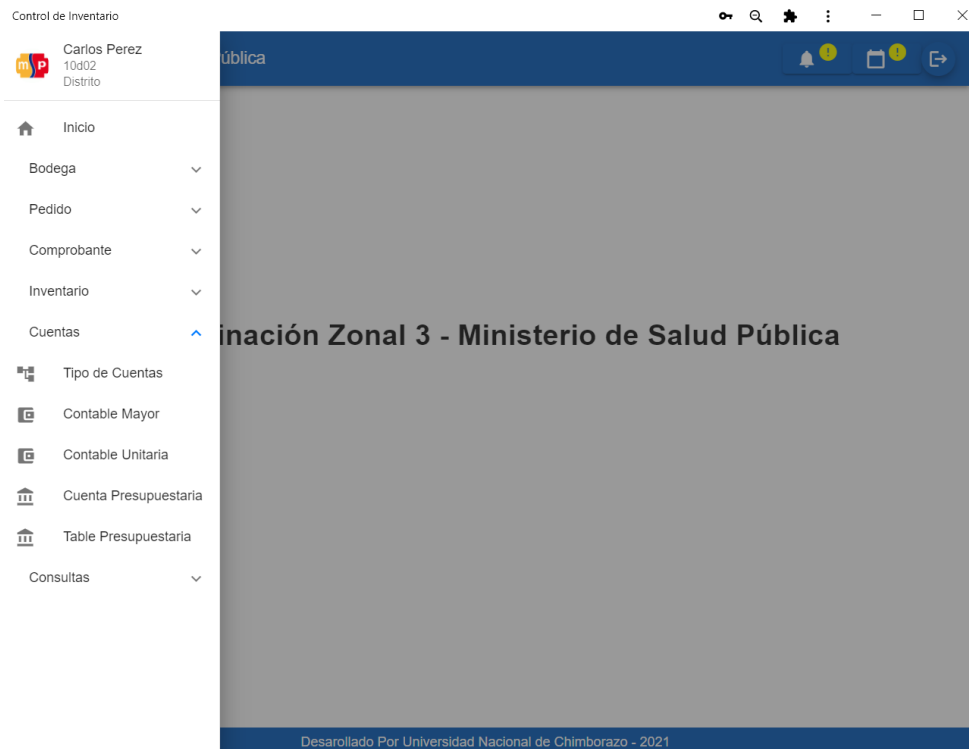 Control de Inventario
Carlos Perez
10d02
Distrito
msp
ública
!
!
Inicio
Bodega
Pedido
Comprobante
Inventario
Cuentas
inación Zonal 3 - Ministerio de Salud Pública
Tipo de Cuentas
Contable Mayor
Contable Unitaria
Cuenta Presupuestaria
Table Presupuestaria
Consultas
Desarollado Por Universidad Nacional de Chimborazo - 2021